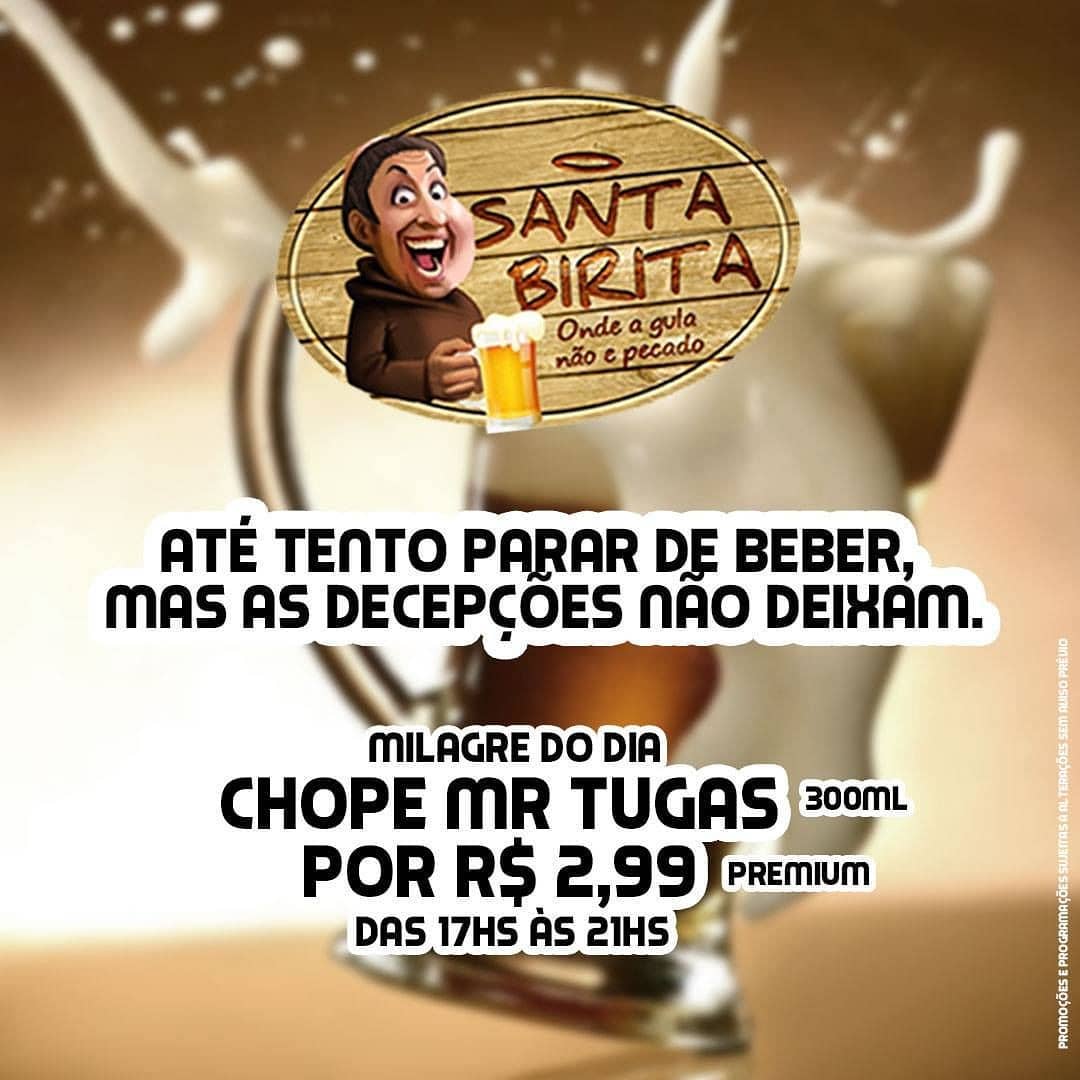 SANTA
BIRITA
Onde a gula
não e pecado
ATÉ TENTO PARAR DE BEBER,
MAS AS DECEPÇÕES NÃO DEIXAM.
MILAGRE DO DIA
CHOPE MR TUGAS 300ML
POR R$ 2,99 PREMIUM
DAS 17HS ÀS 21HS
PROMOÇÕES E PROGRAMAÇÕES SUJEITAS A ALTERAÇÕES SEM AVISO PRÉVIO